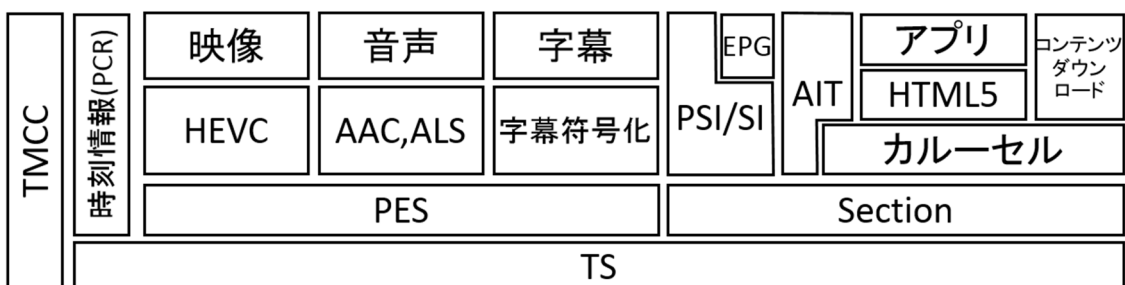 TMCC
時刻情報(PCR)
映像
音声
字幕
HEVC
AAC,ALS
字幕符号化
PES
PSI/SI
EPG
AIT
アプリ
HTML5
コンテンツ
ダウン
ロード
カルーセル
Section
TS